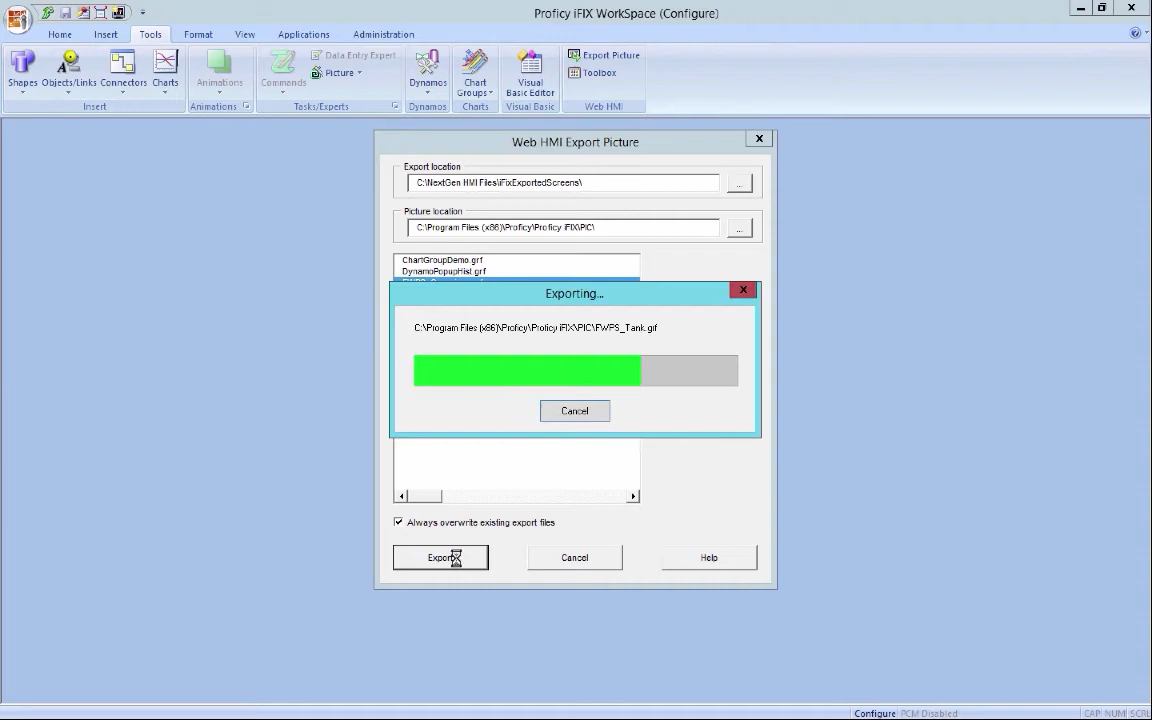 Proficy iFIX WorkSpace (Configure)
Home Insert Tools Format View Applications Administration
Shapes Objects/Links Connectors Charts
Insert
Animations
Animations
Commands
Data Entry Expert
Picture
Tasks/Experts
Dynamos
Dynamos
Chart
Groups
Charts
Visual
Basic Editor
Visual Basic
Export Picture
Toolbox
Web HMI
Web HMI Export Picture
Export location
C:\NextGen HMI Files\iFixExportedScreens\
...
Picture location
C:\Program Files (x86)\Proficy\Proficy iFIX\PIC\
...
ChartGroupDemo.grf
DynamoPopupHist.grf
Exporting...
C:\Program Files (x86)\Proficy\Proficy iFIX\PIC\FWPS_Tank.grf
Cancel
Always overwrite existing export files
Export Cancel Help
Configure PCM Disabled CAP NUM SCRL